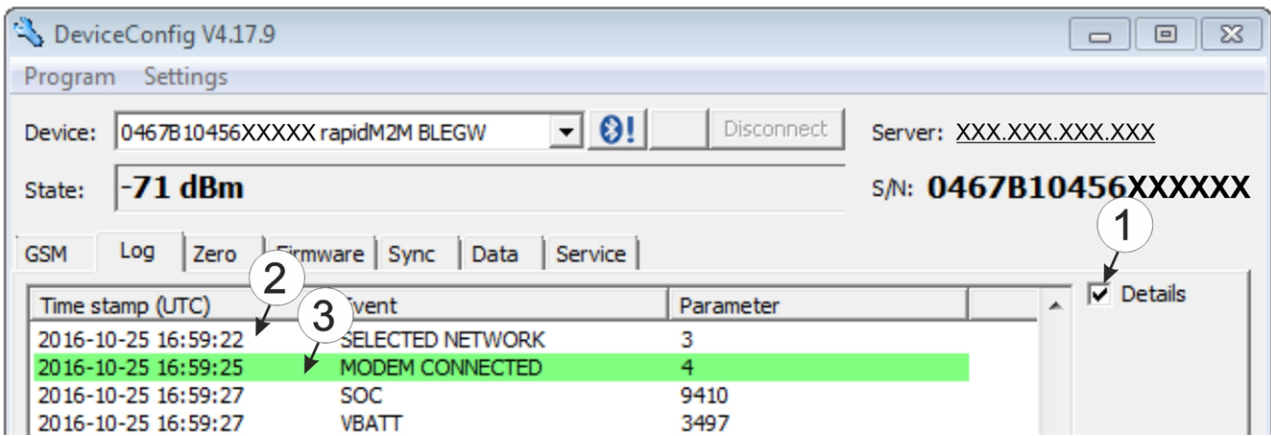 DeviceConfig V4.17.9
Program Settings
Device: 0467B10456XXXXX rapidM2M BLEGW Disconnect Server: XXX.XXX.XXX.XXX
State: -71 dBm S/N: 0467B10456XXXXXX
1
GSM Log Zero Firmware Sync Data Service
2
Details
Time stamp (UTC) Event Parameter
3
2016-10-25 16:59:22 SELECTED NETWORK 3
2016-10-25 16:59:25 MODEM CONNECTED 4
2016-10-25 16:59:27 SOC 9410
2016-10-25 16:59:27 VBATT 3497